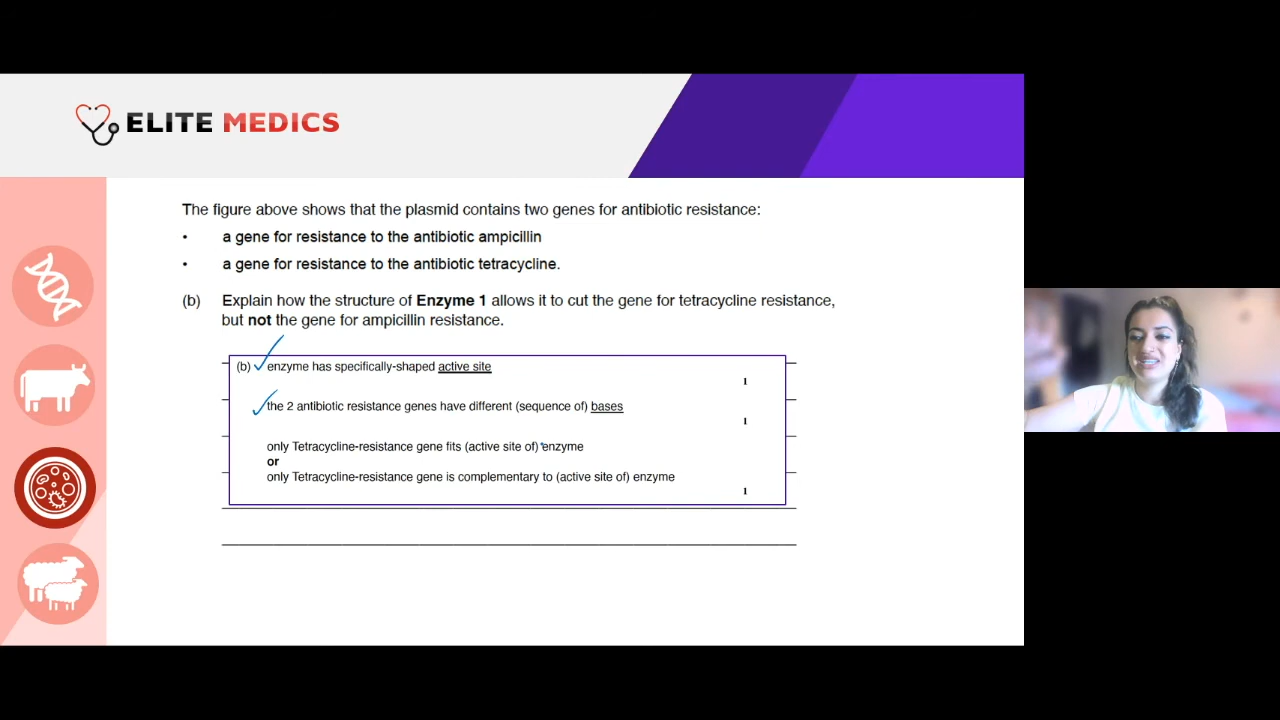 ELITE MEDICS
The figure above shows that the plasmid contains two genes for antibiotic resistance:
• a gene for resistance to the antibiotic ampicillin
• a gene for resistance to the antibiotic tetracycline.
(b) Explain how the structure of Enzyme 1 allows it to cut the gene for tetracycline resistance,
but not the gene for ampicillin resistance.
(b) enzyme has specifically-shaped active site
1
the 2 antibiotic resistance genes have different (sequence of) bases
1
only Tetracycline-resistance gene fits (active site of) enzyme
or
only Tetracycline-resistance gene is complementary to (active site of) enzyme
1